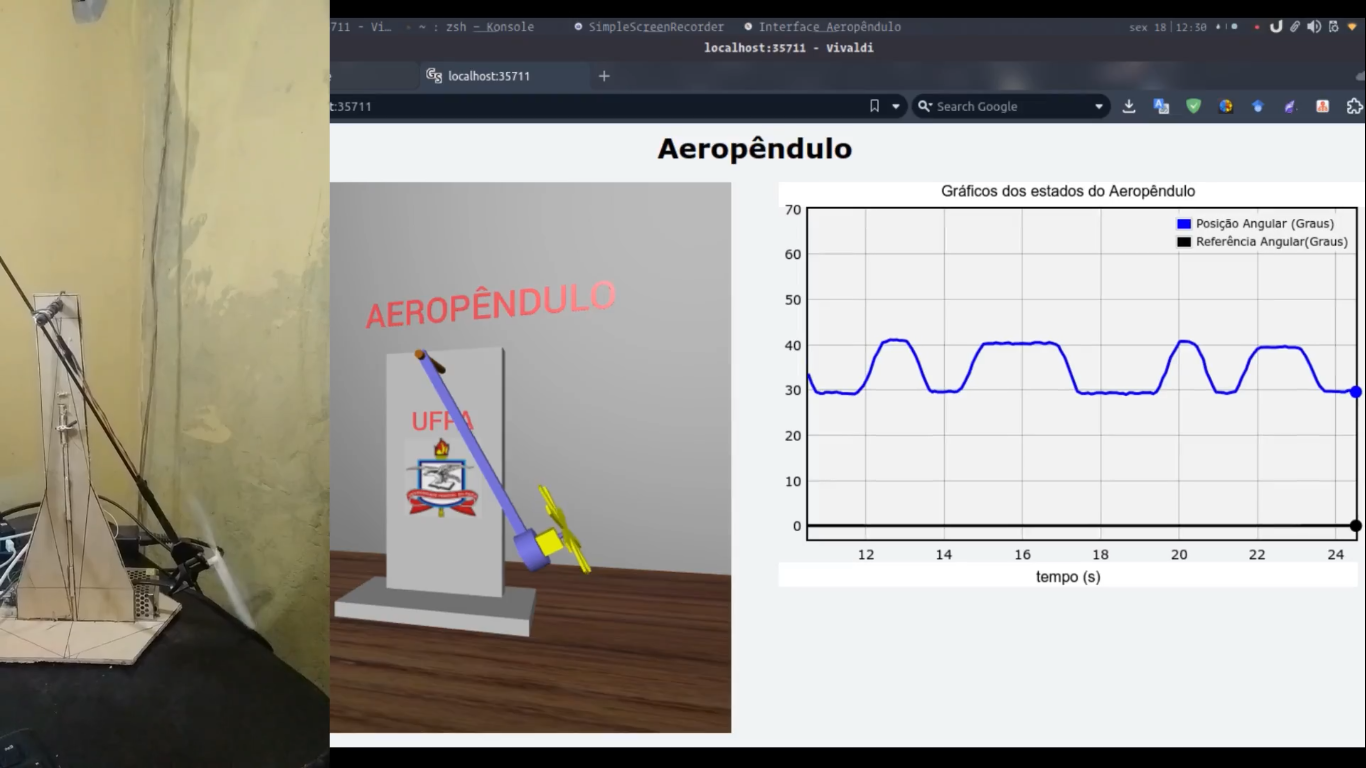 711 - Vi… ~ : zsh — Konsole SimpleScreenRecorder Interface Aeropêndulo sex 18 | 12:30
localhost:35711 - Vivaldi
localhost:35711
t:35711 Search Google
Aeropêndulo
AEROPÊNDULO
UFPA
Gráficos dos estados do Aeropêndulo
Posição Angular (Graus)
Referência Angular(Graus)
70
60
50
40
30
20
10
0
12 14 16 18 20 22 24
tempo (s)